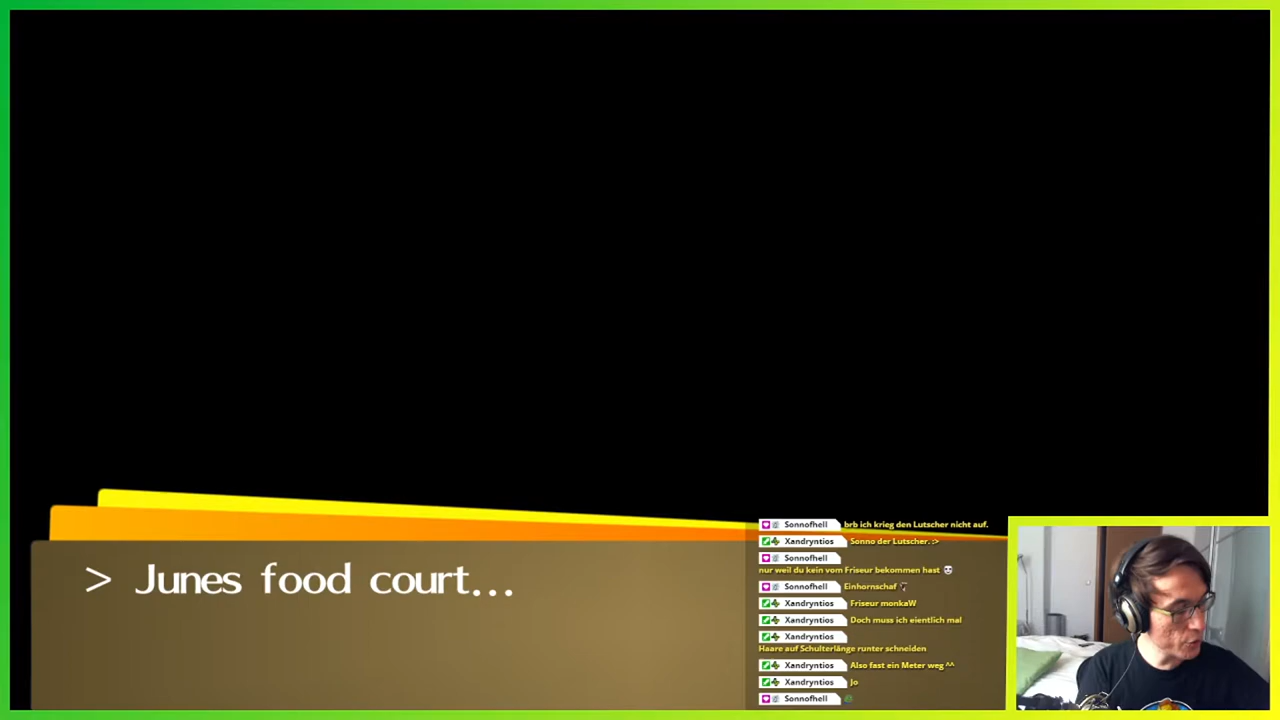 > Junes food court...
Sonnofhell brb ich krieg den Lutscher nicht auf.
Xandryntios Sonno der Lutscher. :>
Sonnofhell
nur weil du kein vom Friseur bekommen hast
Sonnofhell Einhornschaf
Xandryntios Friseur monkaW
Xandryntios Doch muss ich eientlich mal
Xandryntios
Haare auf Schulterlänge runter schneiden
Xandryntios Also fast ein Meter weg ^^
Xandryntios Jo
Sonnofhell